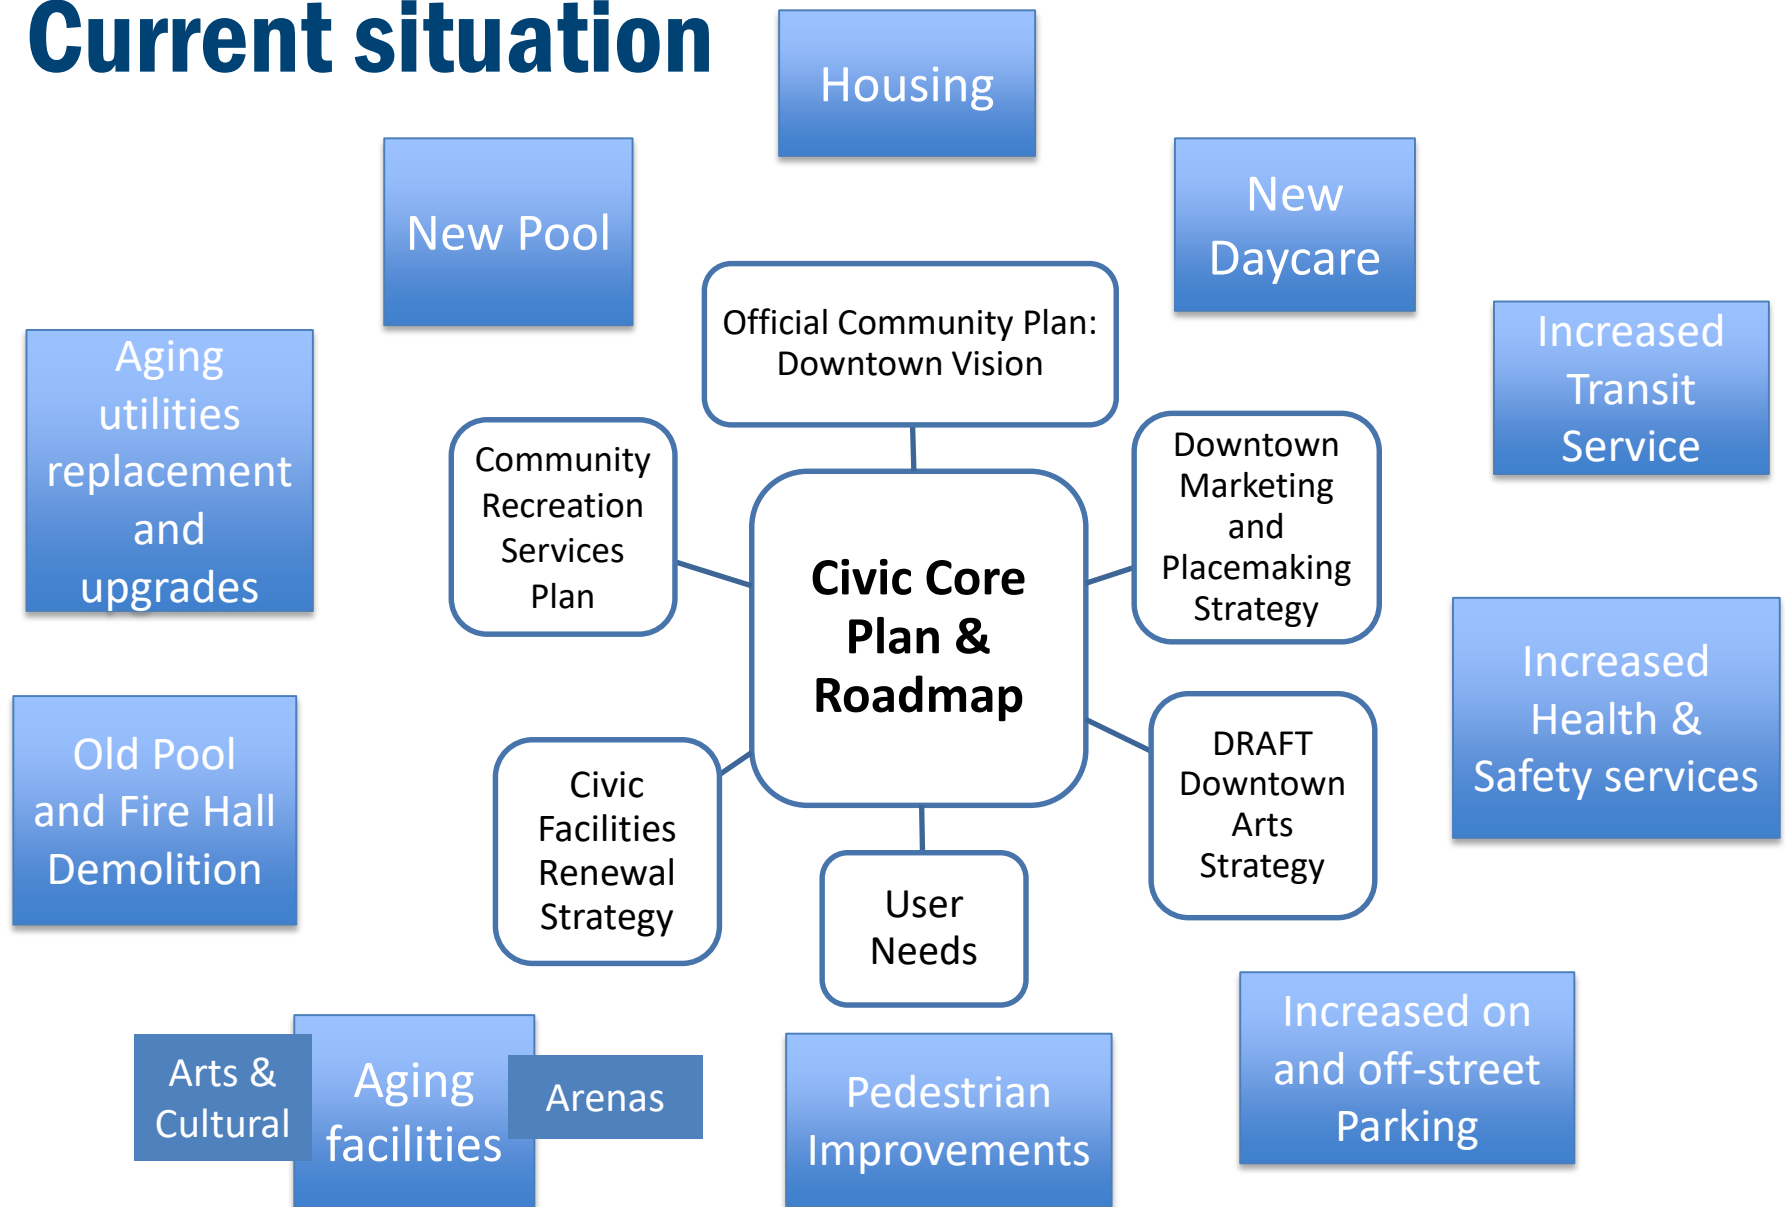 Current situation
Housing
New Pool
New
Daycare
Official Community Plan:
Downtown Vision
Increased
Transit
Service
Aging
utilities
replacement
and
upgrades
Community
Recreation
Services
Plan
Downtown
Marketing
and
Placemaking
Strategy
Civic Core
Plan &
Roadmap
Increased
Health &
Safety services
Old Pool
and Fire Hall
Demolition
Civic
Facilities
Renewal
Strategy
DRAFT
Downtown
Arts
Strategy
User
Needs
Increased on
and off-street
Parking
Arts &
Cultural
Aging
facilities
Arenas
Pedestrian
Improvements